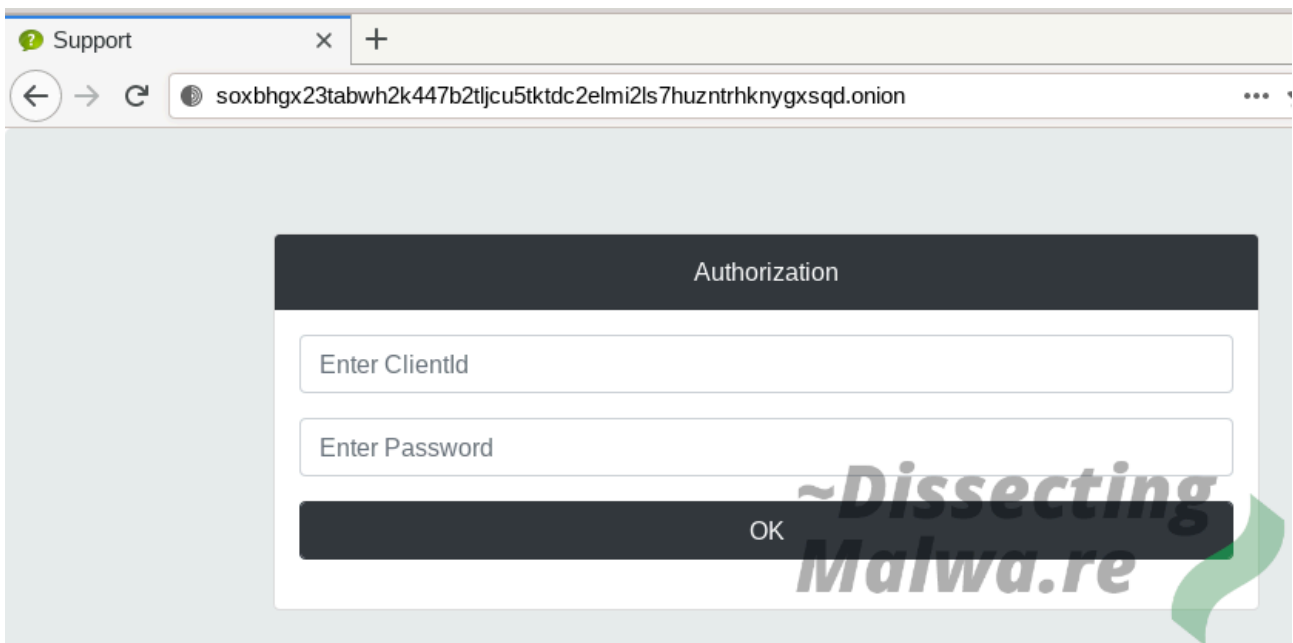 Support
soxbhgx23tabwh2k447b2tljcu5tktdc2elmi2ls7huzntrhknygxsqd.onion
Authorization
Enter ClientId
Enter Password
OK
~Dissecting
Malwa.re